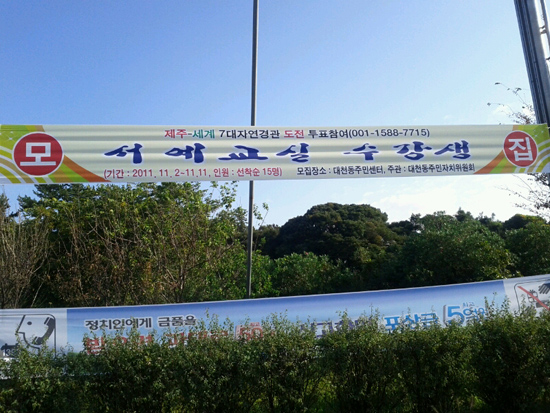 제주-세계 7대자연경관 도전 투표참여(001-1588-7715)
모 서예교실 수강생 집
(기간 : 2011. 11. 2~11.11. 인원 : 선착순 15명) 모집장소 : 대천동주민센터, 주관 : 대천동주민자치위원회
정치인에게 금품을
포상금 5억